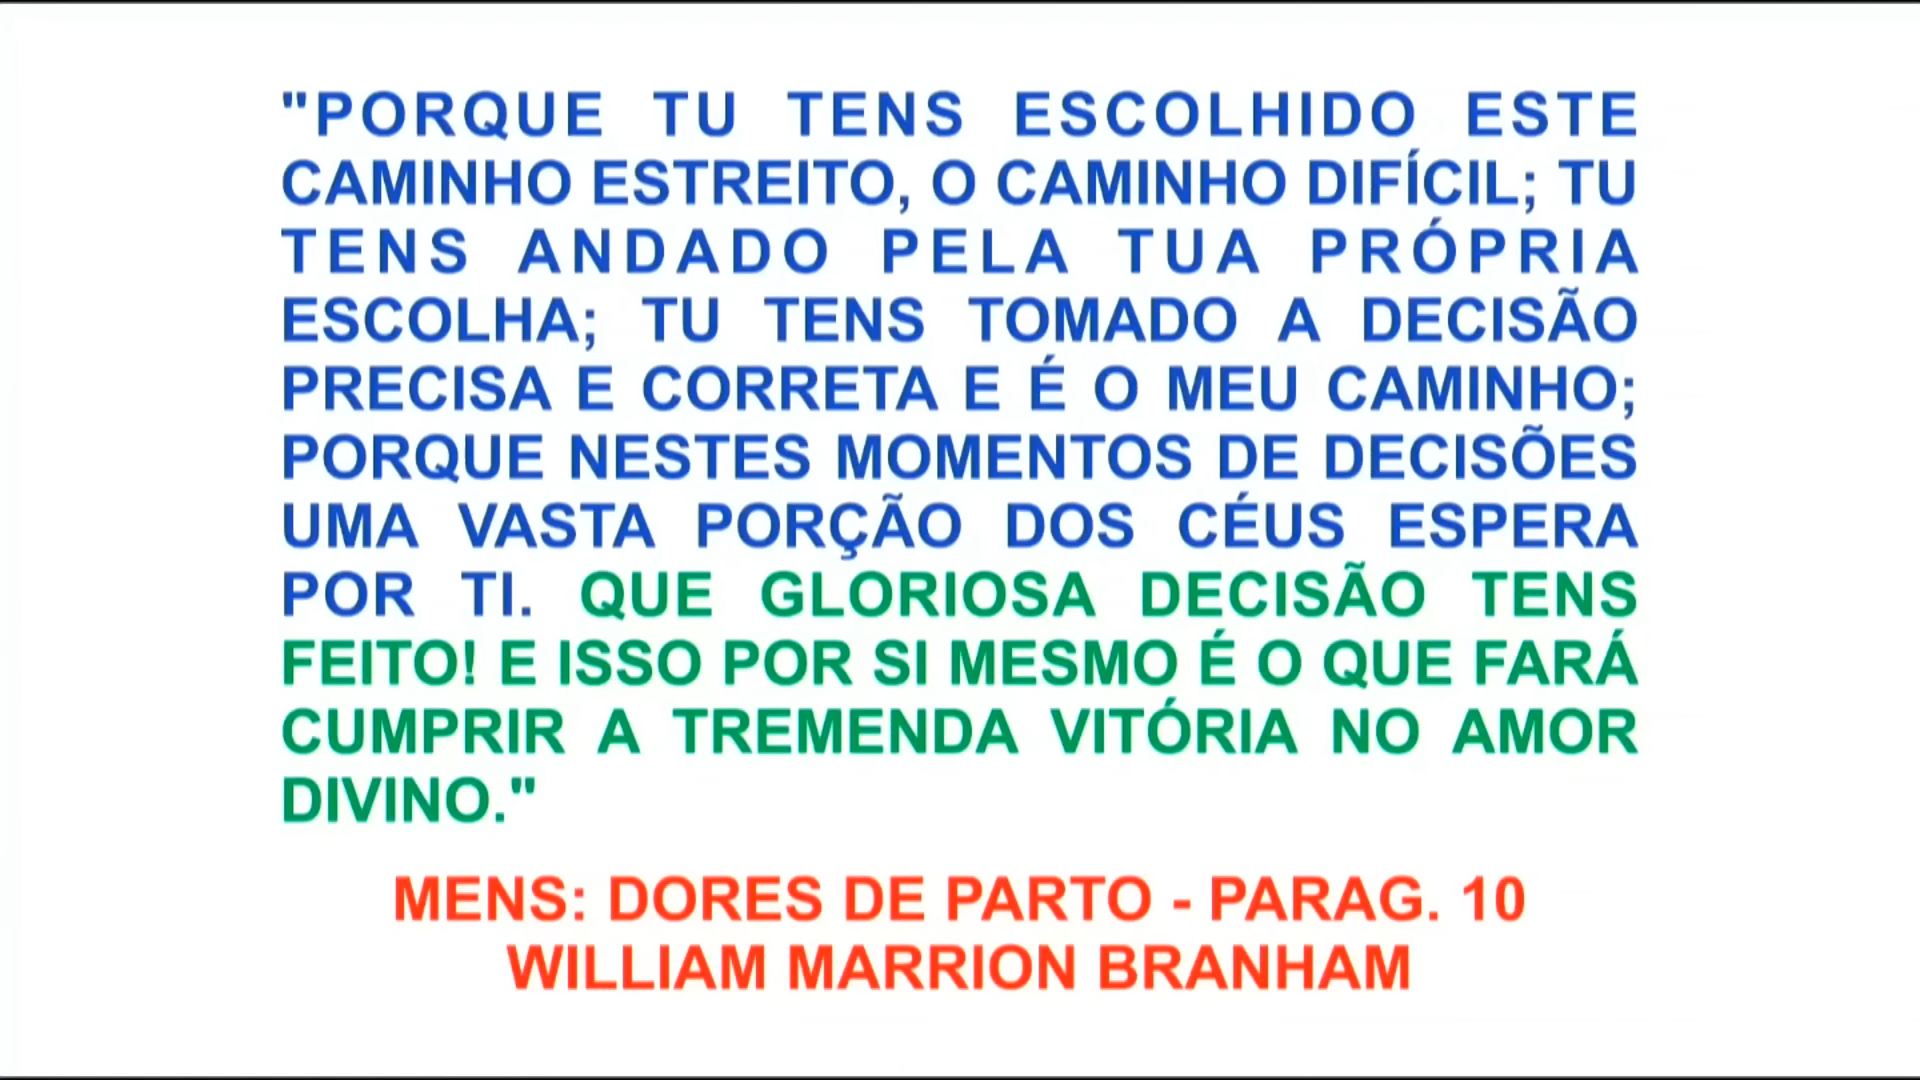 "PORQUE TU TENS ESCOLHIDO ESTE
CAMINHO ESTREITO, O CAMINHO DIFÍCIL; TU
TENS ANDADO PELA TUA PRÓPRIA
ESCOLHA; TU TENS TOMADO A DECISÃO
PRECISA E CORRETA E É O MEU CAMINHO;
PORQUE NESTES MOMENTOS DE DECISÕES
UMA VASTA PORÇÃO DOS CÉUS ESPERA
POR TI. QUE GLORIOSA DECISÃO TENS
FEITO! E ISSO POR SI MESMO É O QUE FARÁ
CUMPRIR A TREMENDA VITÓRIA NO AMOR
DIVINO."
MENS: DORES DE PARTO - PARAG. 10
WILLIAM MARRION BRANHAM